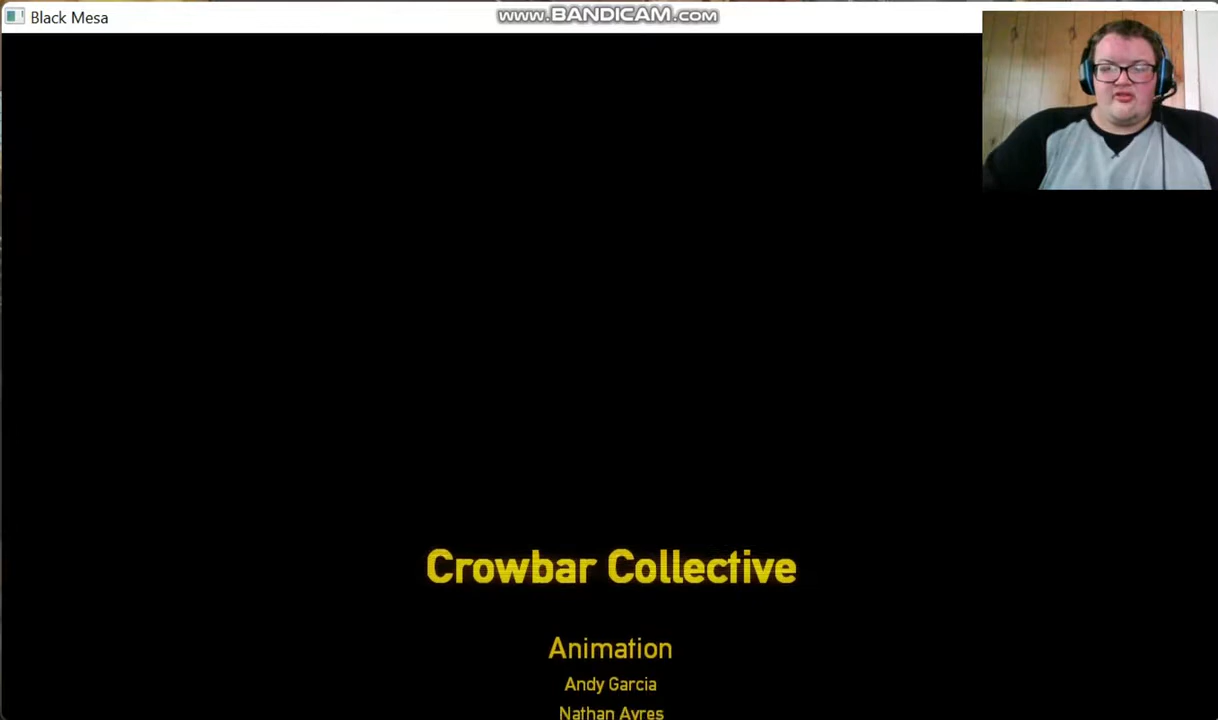 Black Mesa
www.BANDICAM.com
Crowbar Collective
Animation
Andy Garcia
Nathan Ayres